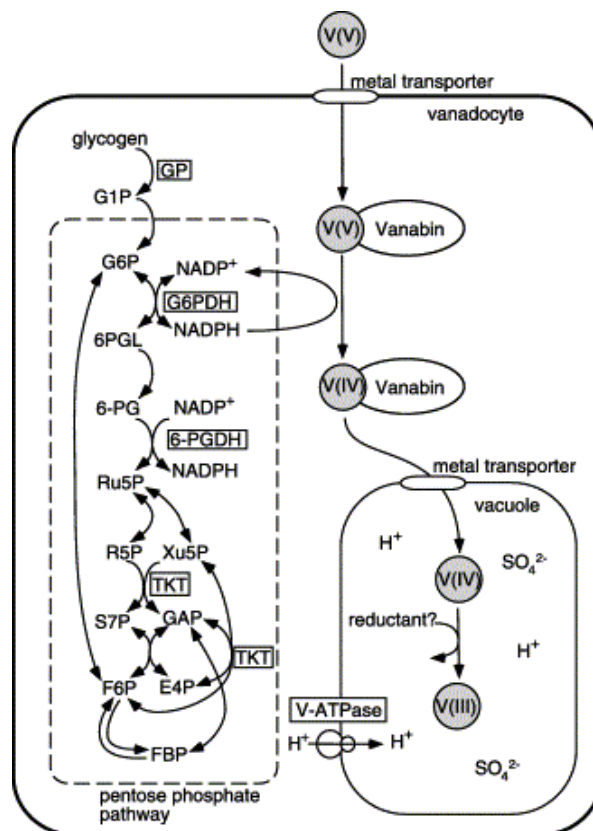 V(V)
metal transporter
vanadocyte
glycogen
GP
G1P
V(V) Vanabin
G6P NADP⁺
G6PDH
NADPH
6PGL
V(IV) Vanabin
6-PG NADP⁺
6-PGDH
NADPH
Ru5P
metal transporter
vacuole
R5P Xu5P
TKT
S7P GAP
TKT
F6P E4P
FBP
pentose phosphate
pathway
H⁺
SO₄²⁻
V(IV)
reductant?
H⁺
V(III)
V-ATPase
H⁺ H⁺
SO₄²⁻